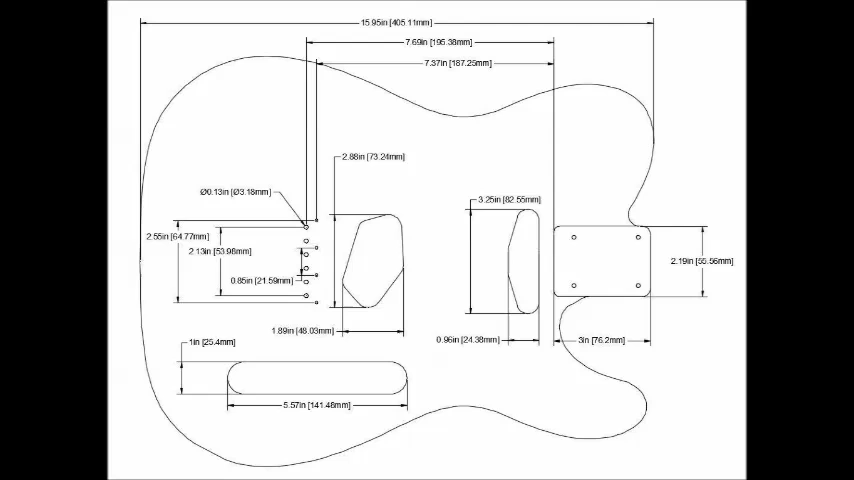 15.95in [405.11mm]
7.69in [195.38mm]
7.37in [187.25mm]
2.88in [73.24mm]
Ø0.13in [Ø3.18mm]
3.25in [82.55mm]
2.55in [64.77mm]
2.13in [53.98mm]
2.19in [55.56mm]
0.85in [21.59mm]
1.89in [48.03mm]
1in [25.4mm]
0.96in [24.38mm]
3in [76.2mm]
5.57in [141.48mm]